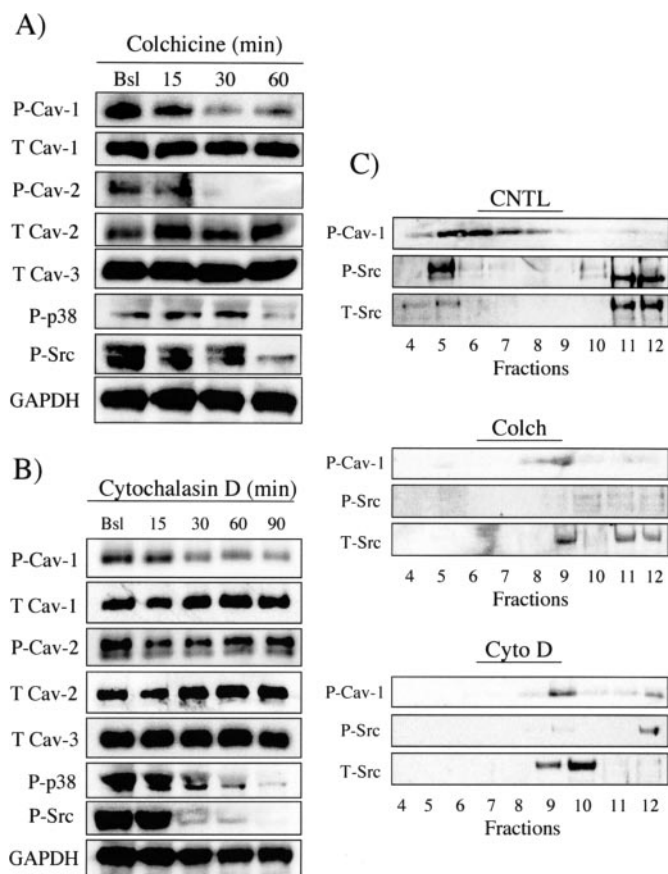 A)
Colchicine (min)
Bsl 15 30 60
P-Cav-1
T Cav-1
P-Cav-2
T Cav-2
T Cav-3
P-p38
P-Src
GAPDH
B)
Cytochalasin D (min)
Bsl 15 30 60 90
P-Cav-1
T Cav-1
P-Cav-2
T Cav-2
T Cav-3
P-p38
P-Src
GAPDH
C)
CNTL
P-Cav-1
P-Src
T-Src
4 5 6 7 8 9 10 11 12
Fractions
Colch
P-Cav-1
P-Src
T-Src
4 5 6 7 8 9 10 11 12
Fractions
Cyto D
P-Cav-1
P-Src
T-Src
4 5 6 7 8 9 10 11 12
Fractions